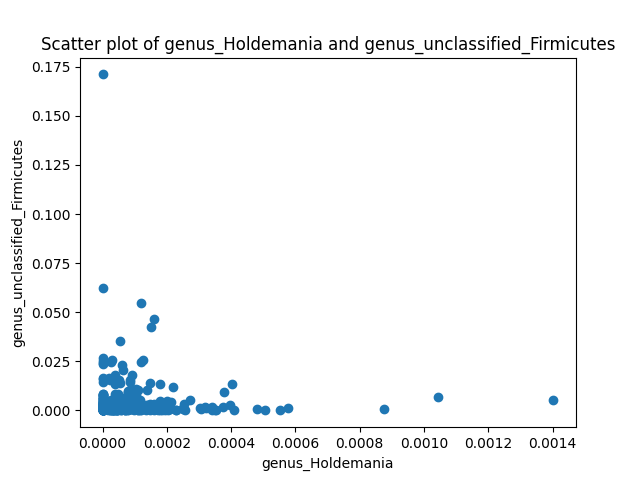 Scatter plot of genus_Holdemania and genus_unclassified_Firmicutes
0.175
0.150
0.125
0.100
0.075
0.050
0.025
0.000
genus_unclassified_Firmicutes
0.0000 0.0002 0.0004 0.0006 0.0008 0.0010 0.0012 0.0014
genus_Holdemania